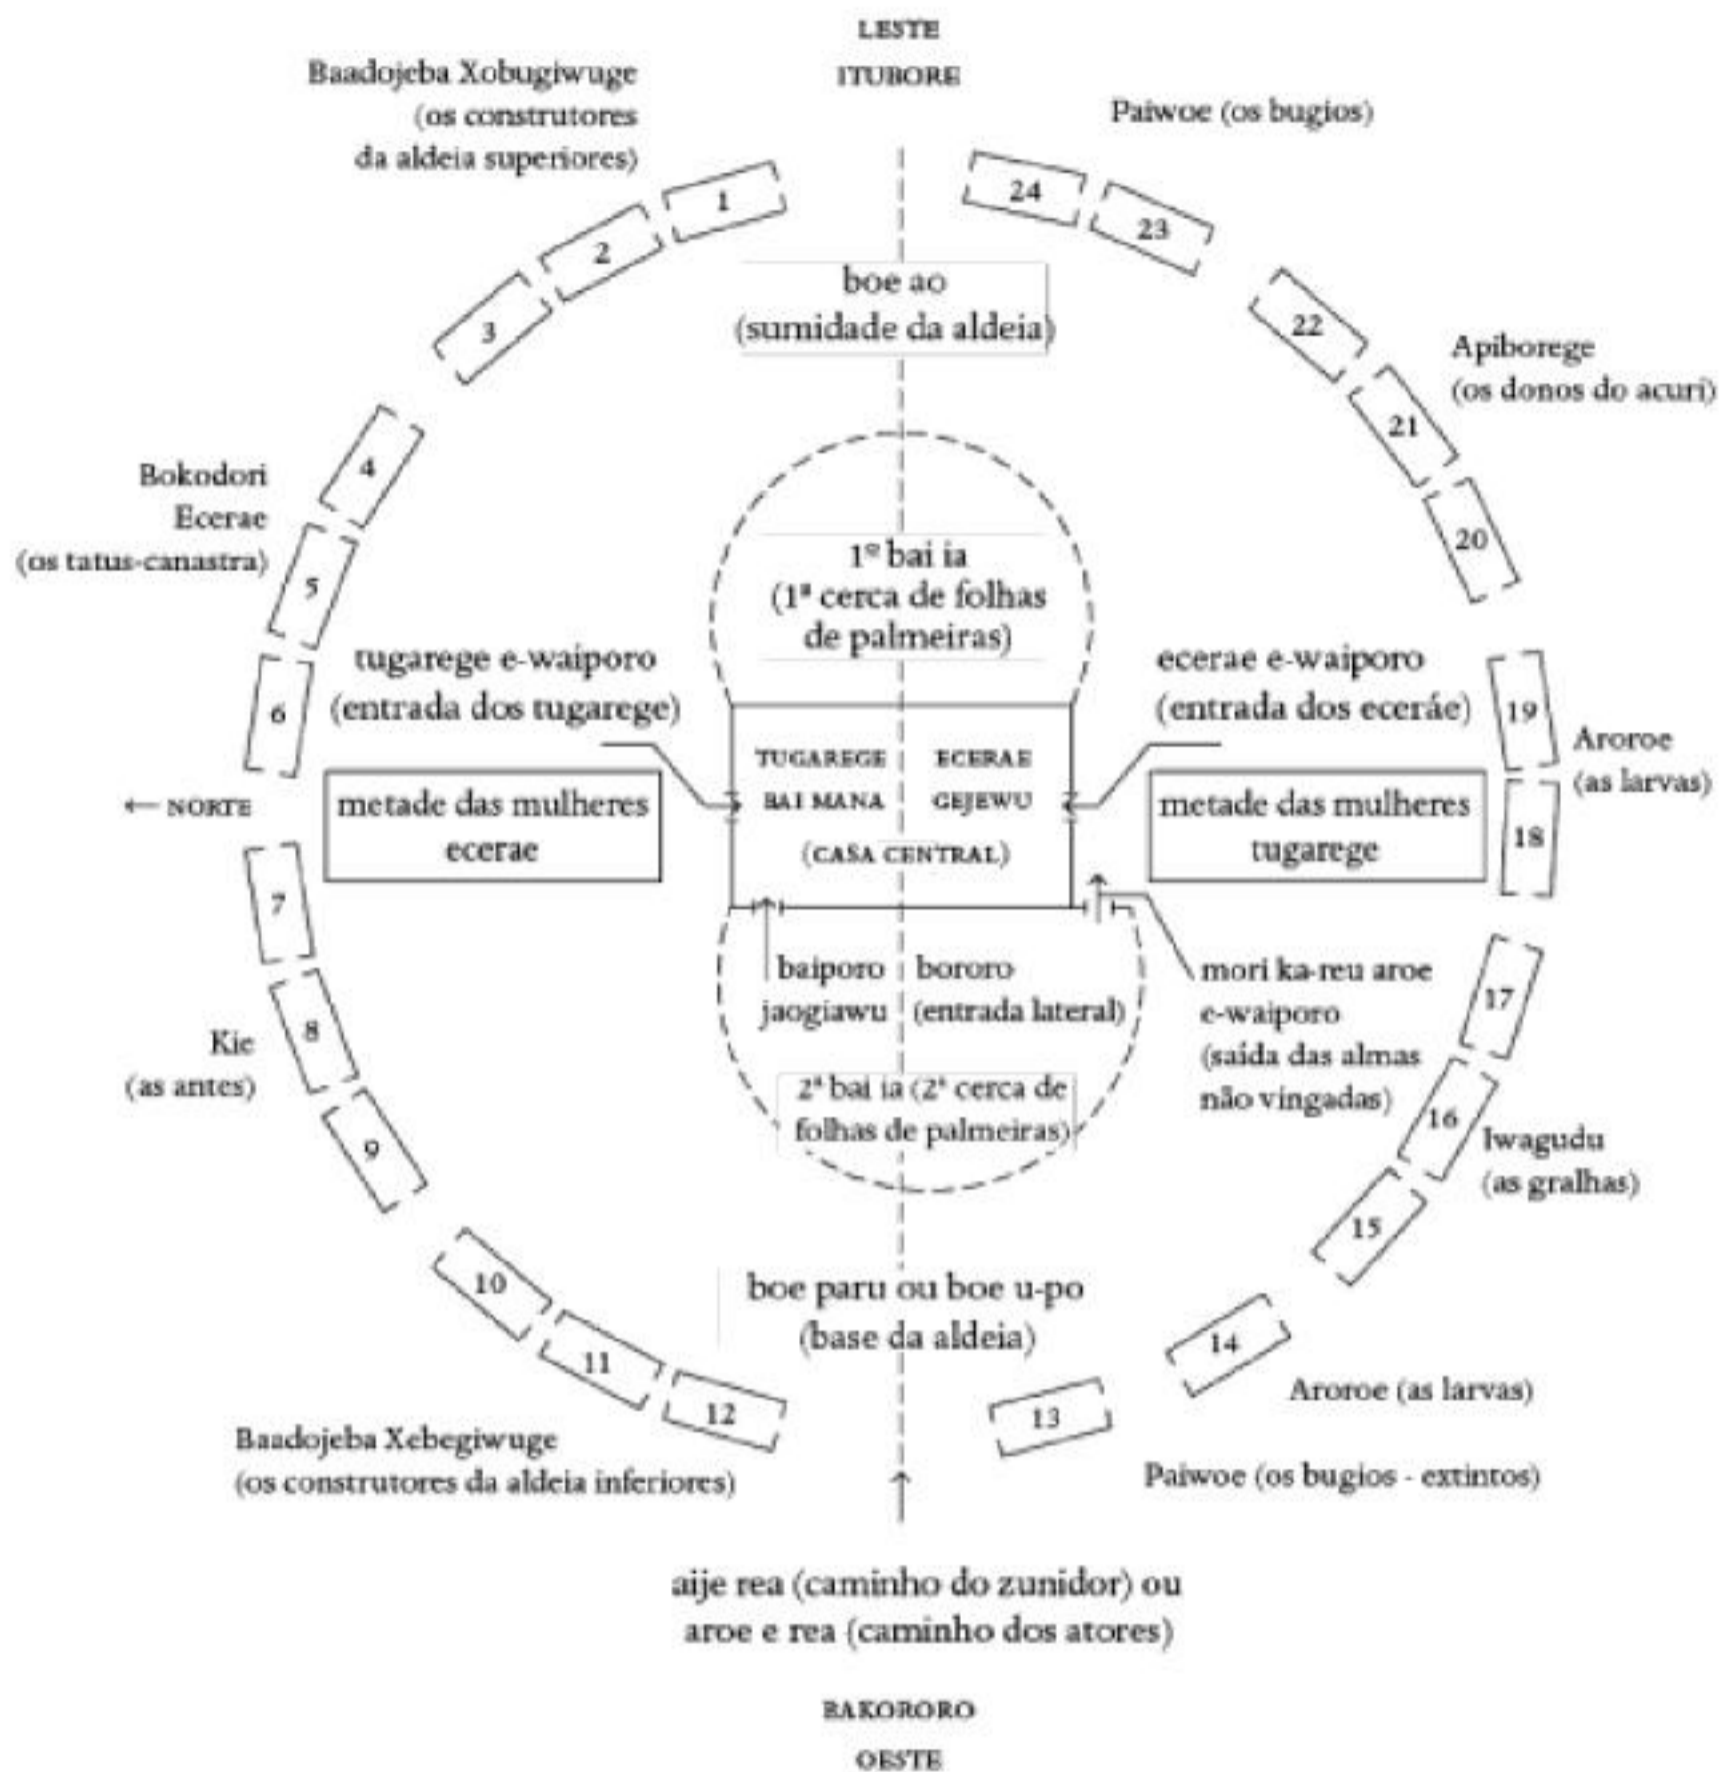 LESTE
ITUBORE
Baadojeba Xobugiwuge
(os construtores
da aldeia superiores)
Paiwoe (os bugios)
1
24
2
23
3
22
boe ao
(sumidade da aldeia)
Apiborege
(os donos do acuri)
21
4
Bokodori
Ecerae
(os tatus-canastra)
20
5
1º bai ia
(1ª cerca de folhas
de palmeiras)
tugarege e-waiporo
(entrada dos tugarege)
ecerae e-waiporo
(entrada dos eceráe)
6
19
Aroroe
(as larvas)
TUGAREGE
BAI MANA
ECERAE
GEJEWU
(CASA CENTRAL)
← NORTE
metade das mulheres
ecerae
metade das mulheres
tugarege
18
7
baiporo
jaogiawu
bororo
(entrada lateral)
mori ka-reu aroe
e-waiporo
(saída das almas
não vingadas)
17
8
Kie
(as antes)
2ª bai ia (2ª cerca de
folhas de palmeiras)
16
9
Iwagudu
(as gralhas)
15
10
boe paru ou boe u-po
(base da aldeia)
14
11
Aroroe (as larvas)
12
13
Baadojeba Xebegiwuge
(os construtores da aldeia inferiores)
Paiwoe (os bugios - extintos)
aije rea (caminho do zunidor) ou
aroe e rea (caminho dos atores)
BAKORORO
OESTE